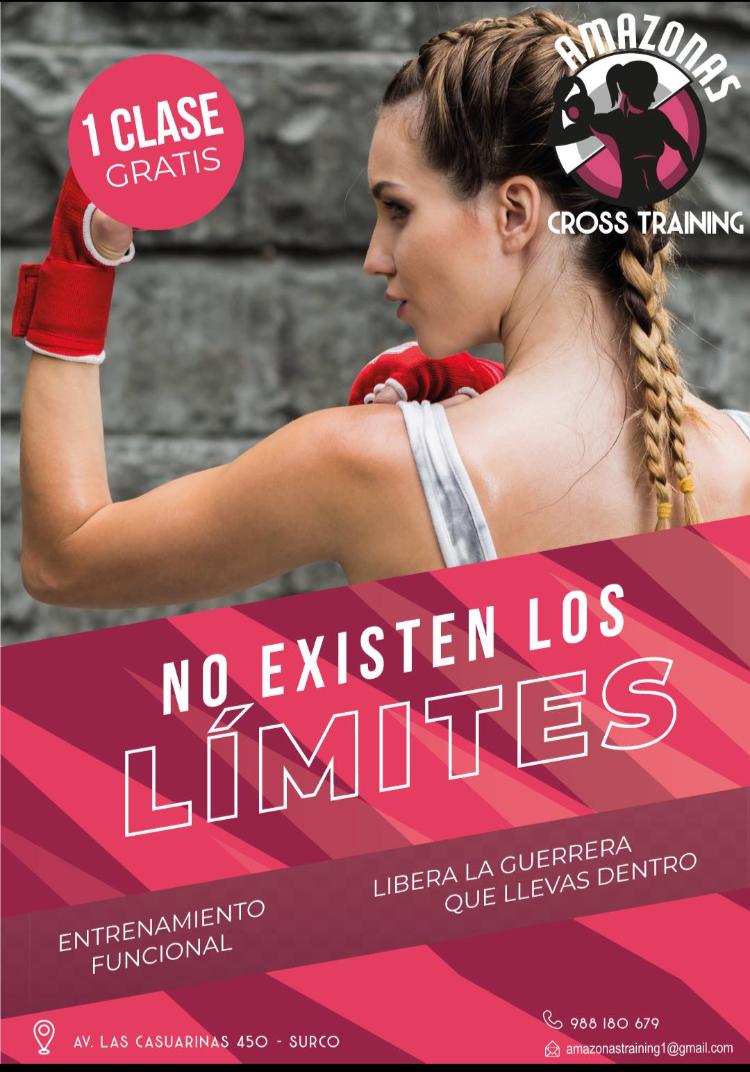 1 CLASE
GRATIS
AMAZONAS
CROSS TRAINING
NO EXISTEN LOS
LÍMITES
LIBERA LA GUERRERA
QUE LLEVAS DENTRO
ENTRENAMIENTO
FUNCIONAL
AV. LAS CASUARINAS 450 - SURCO
988 180 679
amazonastraining1@gmail.com